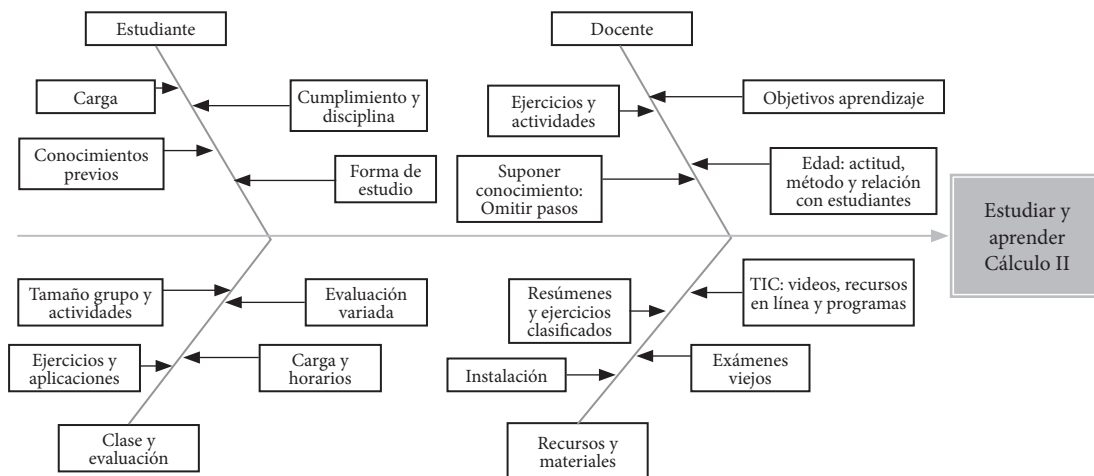 Estudiante
Docente
Carga
Cumplimiento y
disciplina
Conocimientos
previos
Forma de
estudio
Ejercicios y
actividades
Objetivos aprendizaje
Suponer
conocimiento:
Omitir pasos
Edad: actitud,
método y relación
con estudiantes
Estudiar y
aprender
Cálculo II
Tamaño grupo y
actividades
Evaluación
variada
Ejercicios y
aplicaciones
Carga y
horarios
Clase y
evaluación
Resúmenes
y ejercicios
clasificados
TIC: videos, recursos
en línea y programas
Instalación
Exámenes
viejos
Recursos y
materiales